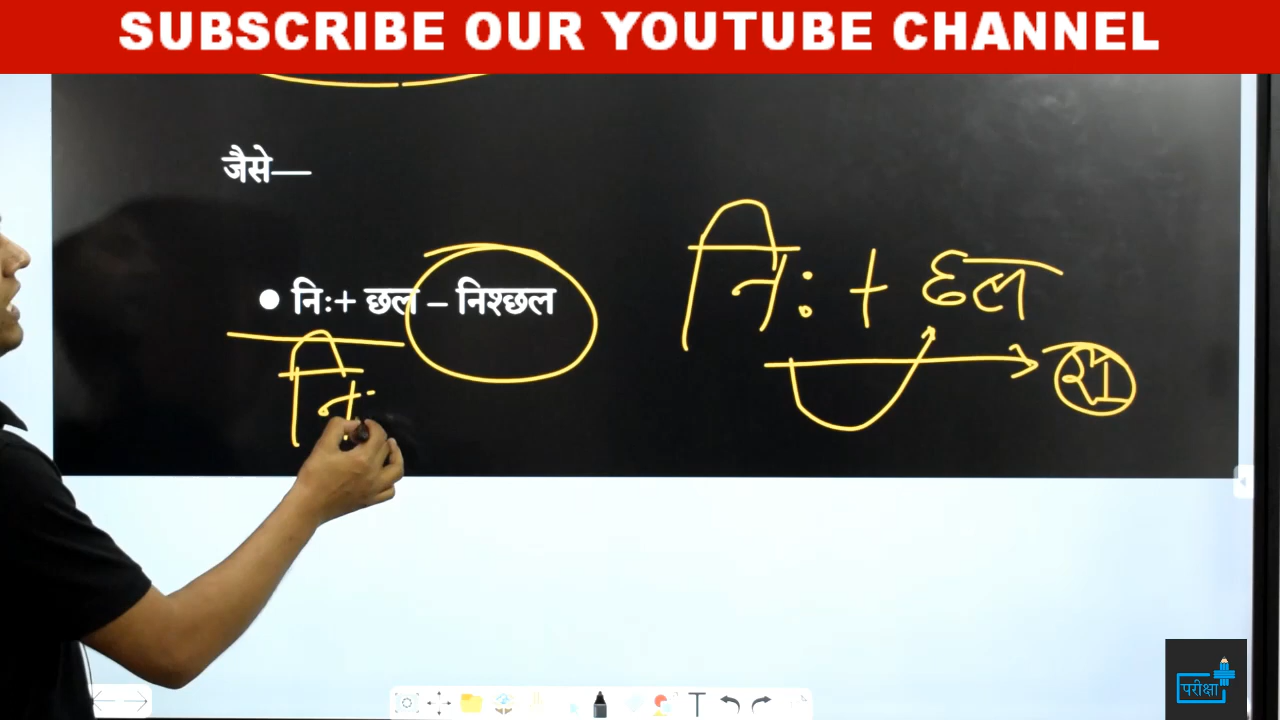 SUBSCRIBE OUR YOUTUBE CHANNEL
जैसे—
निः + छल
● निः+ छल – निश्छल
श
निः
परीक्षा